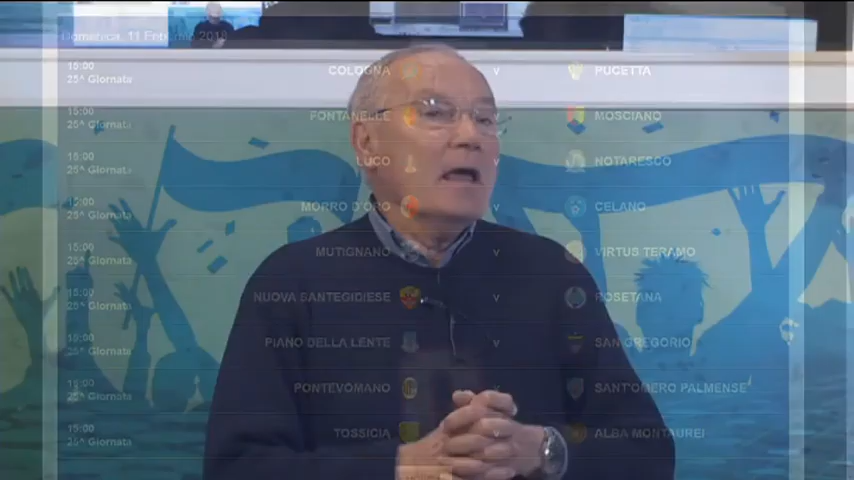 Domenica, 11 Febbraio 2018
15:00 COLOGNA v PUCETTA
25^ Giornata
15:00 FONTANELLE v MOSCIANO
25^ Giornata
15:00 LUCO v NOTARESCO
25^ Giornata
15:00 MORRO D'ORO v CELANO
25^ Giornata
15:00 MUTIGNANO v VIRTUS TERAMO
25^ Giornata
15:00 NUOVA SANTEGIDIESE v ROSETANA
25^ Giornata
15:00 PIANO DELLA LENTE v SAN GREGORIO
25^ Giornata
15:00 PONTEVOMANO v SANT'OMERO PALMENSE
25^ Giornata
15:00 TOSSICIA v ALBA MONTAUREI
25^ Giornata